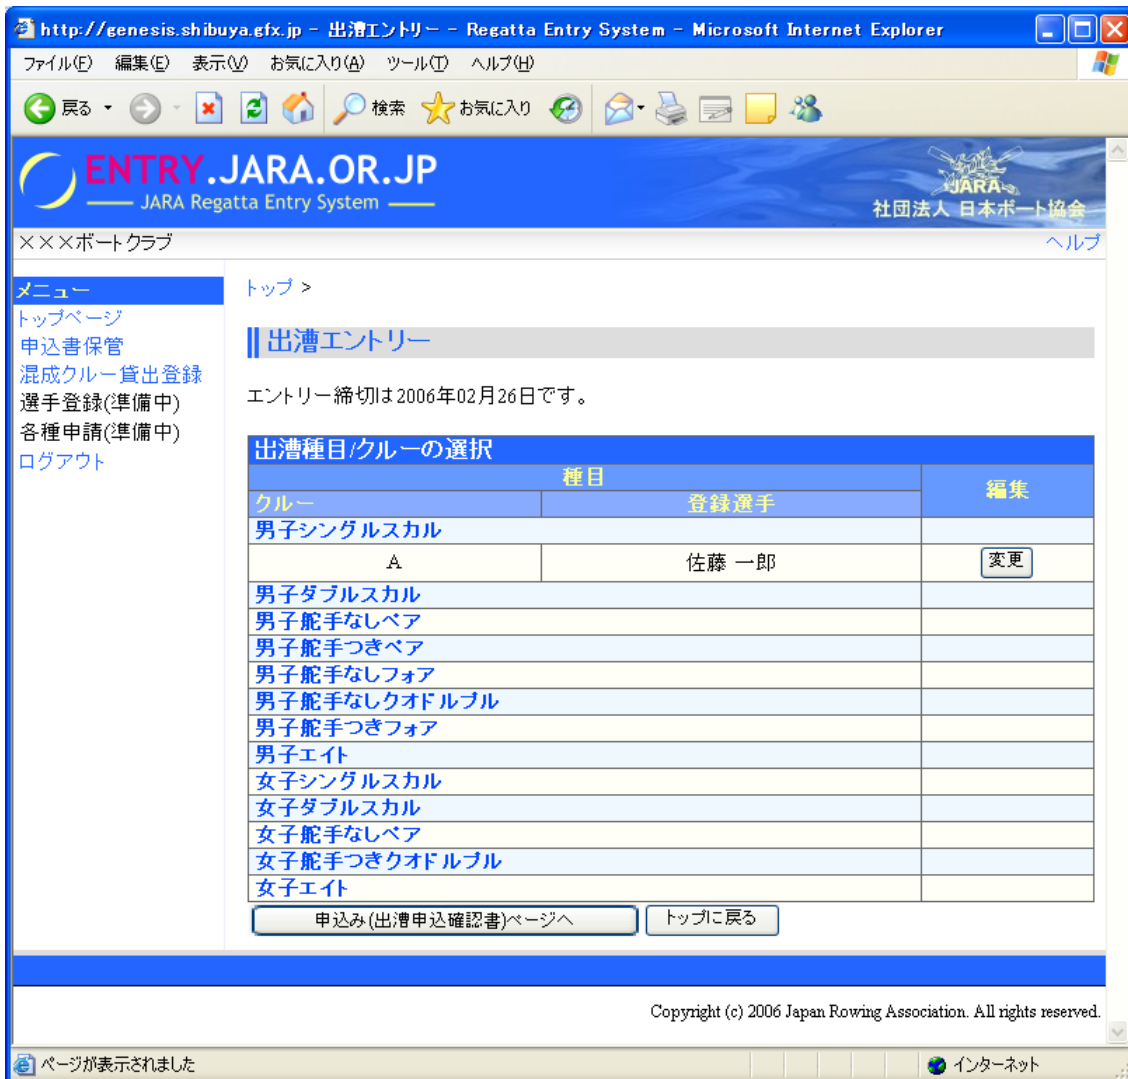 http://genesis.shibuya.gfx.jp - 出漕エントリー - Regatta Entry System - Microsoft Internet Explorer
ファイル(F) 編集(E) 表示(V) お気に入り(A) ツール(T) ヘルプ(H)
戻る 検索 お気に入り
ENTRY.JARA.OR.JP
JARA Regatta Entry System
JARA
社団法人 日本ボート協会
×××ボートクラブ ヘルプ
メニュー
トップページ
申込書保管
混成クルー貸出登録
選手登録(準備中)
各種申請(準備中)
ログアウト
トップ >
出漕エントリー
エントリー締切は2006年02月26日です。
出漕種目/クルーの選択
種目 編集
クルー 登録選手
男子シングルスカル
A 佐藤 一郎 変更
男子ダブルスカル
男子舵手なしペア
男子舵手つきペア
男子舵手なしフォア
男子舵手なしクオドルプル
男子舵手つきフォア
男子エイト
女子シングルスカル
女子ダブルスカル
女子舵手なしペア
女子舵手つきクオドルプル
女子エイト
申込み(出漕申込確認書)ページへ トップに戻る
Copyright (c) 2006 Japan Rowing Association. All rights reserved.
ページが表示されました インターネット